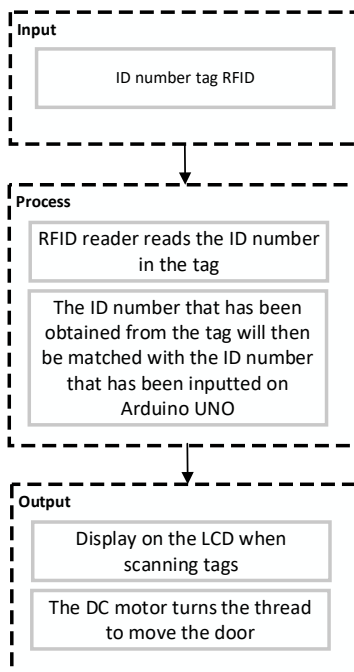 Input
ID number tag RFID
Process
RFID reader reads the ID number
in the tag
The ID number that has been
obtained from the tag will then
be matched with the ID number
that has been inputted on
Arduino UNO
Output
Display on the LCD when
scanning tags
The DC motor turns the thread
to move the door